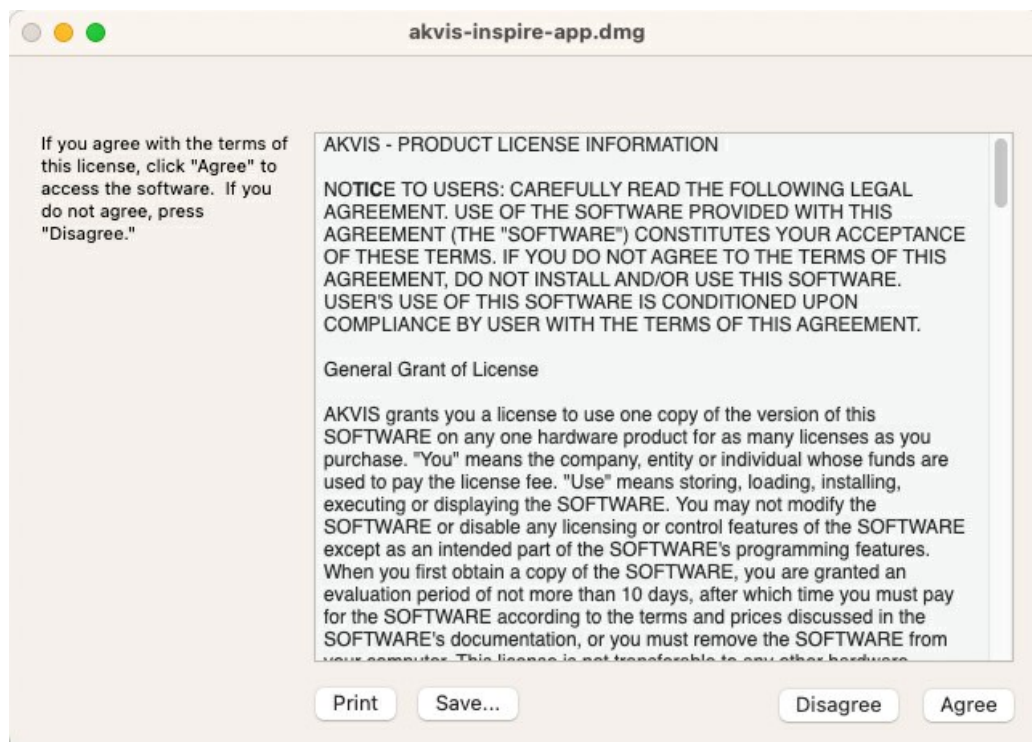 akvis-inspire-app.dmg
If you agree with the terms of
this license, click "Agree" to
access the software.  If you
do not agree, press
"Disagree."
AKVIS - PRODUCT LICENSE INFORMATION
NOTICE TO USERS: CAREFULLY READ THE FOLLOWING LEGAL
AGREEMENT. USE OF THE SOFTWARE PROVIDED WITH THIS
AGREEMENT (THE "SOFTWARE") CONSTITUTES YOUR ACCEPTANCE
OF THESE TERMS. IF YOU DO NOT AGREE TO THE TERMS OF THIS
AGREEMENT, DO NOT INSTALL AND/OR USE THIS SOFTWARE.
USER'S USE OF THIS SOFTWARE IS CONDITIONED UPON
COMPLIANCE BY USER WITH THE TERMS OF THIS AGREEMENT.
General Grant of License
AKVIS grants you a license to use one copy of the version of this
SOFTWARE on any one hardware product for as many licenses as you
purchase. "You" means the company, entity or individual whose funds are
used to pay the license fee. "Use" means storing, loading, installing,
executing or displaying the SOFTWARE. You may not modify the
SOFTWARE or disable any licensing or control features of the SOFTWARE
except as an intended part of the SOFTWARE's programming features.
When you first obtain a copy of the SOFTWARE, you are granted an
evaluation period of not more than 10 days, after which time you must pay
for the SOFTWARE according to the terms and prices discussed in the
SOFTWARE's documentation, or you must remove the SOFTWARE from
your computer. This license is not transferable to any other hardware
Print
Save...
Disagree
Agree